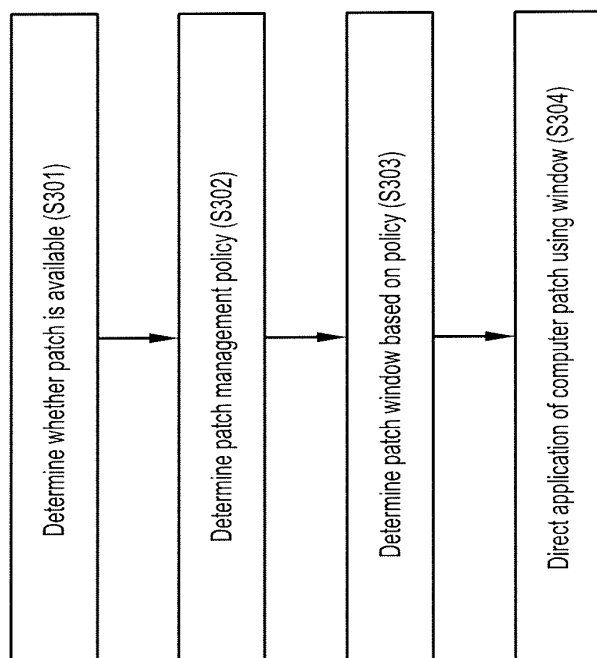 Determine whether patch is available (S301)
Determine patch management policy (S302)
Determine patch window based on policy (S303)
Direct application of computer patch using window (S304)